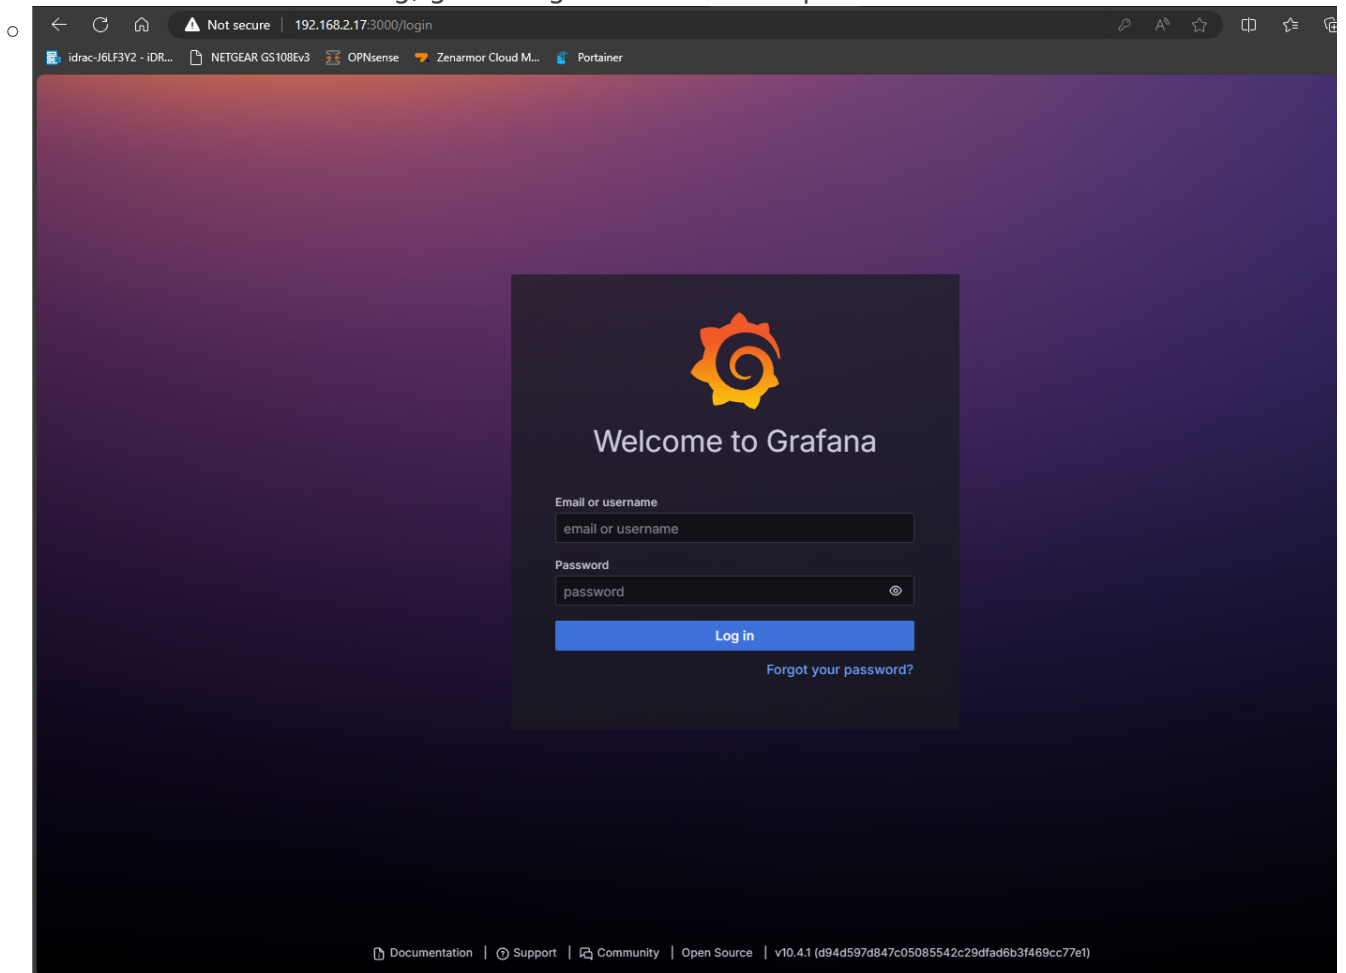 Not secure | 192.168.2.17:3000/login
idrac-J6LF3Y2 - iDR... NETGEAR GS108Ev3 OPNsense Zenarmor Cloud M... Portainer
Welcome to Grafana
Email or username
email or username
Password
password
Log in
Forgot your password?
Documentation | Support | Community | Open Source | v10.4.1 (d94d597d847c05085542c29dfad6b3f469cc77e1)